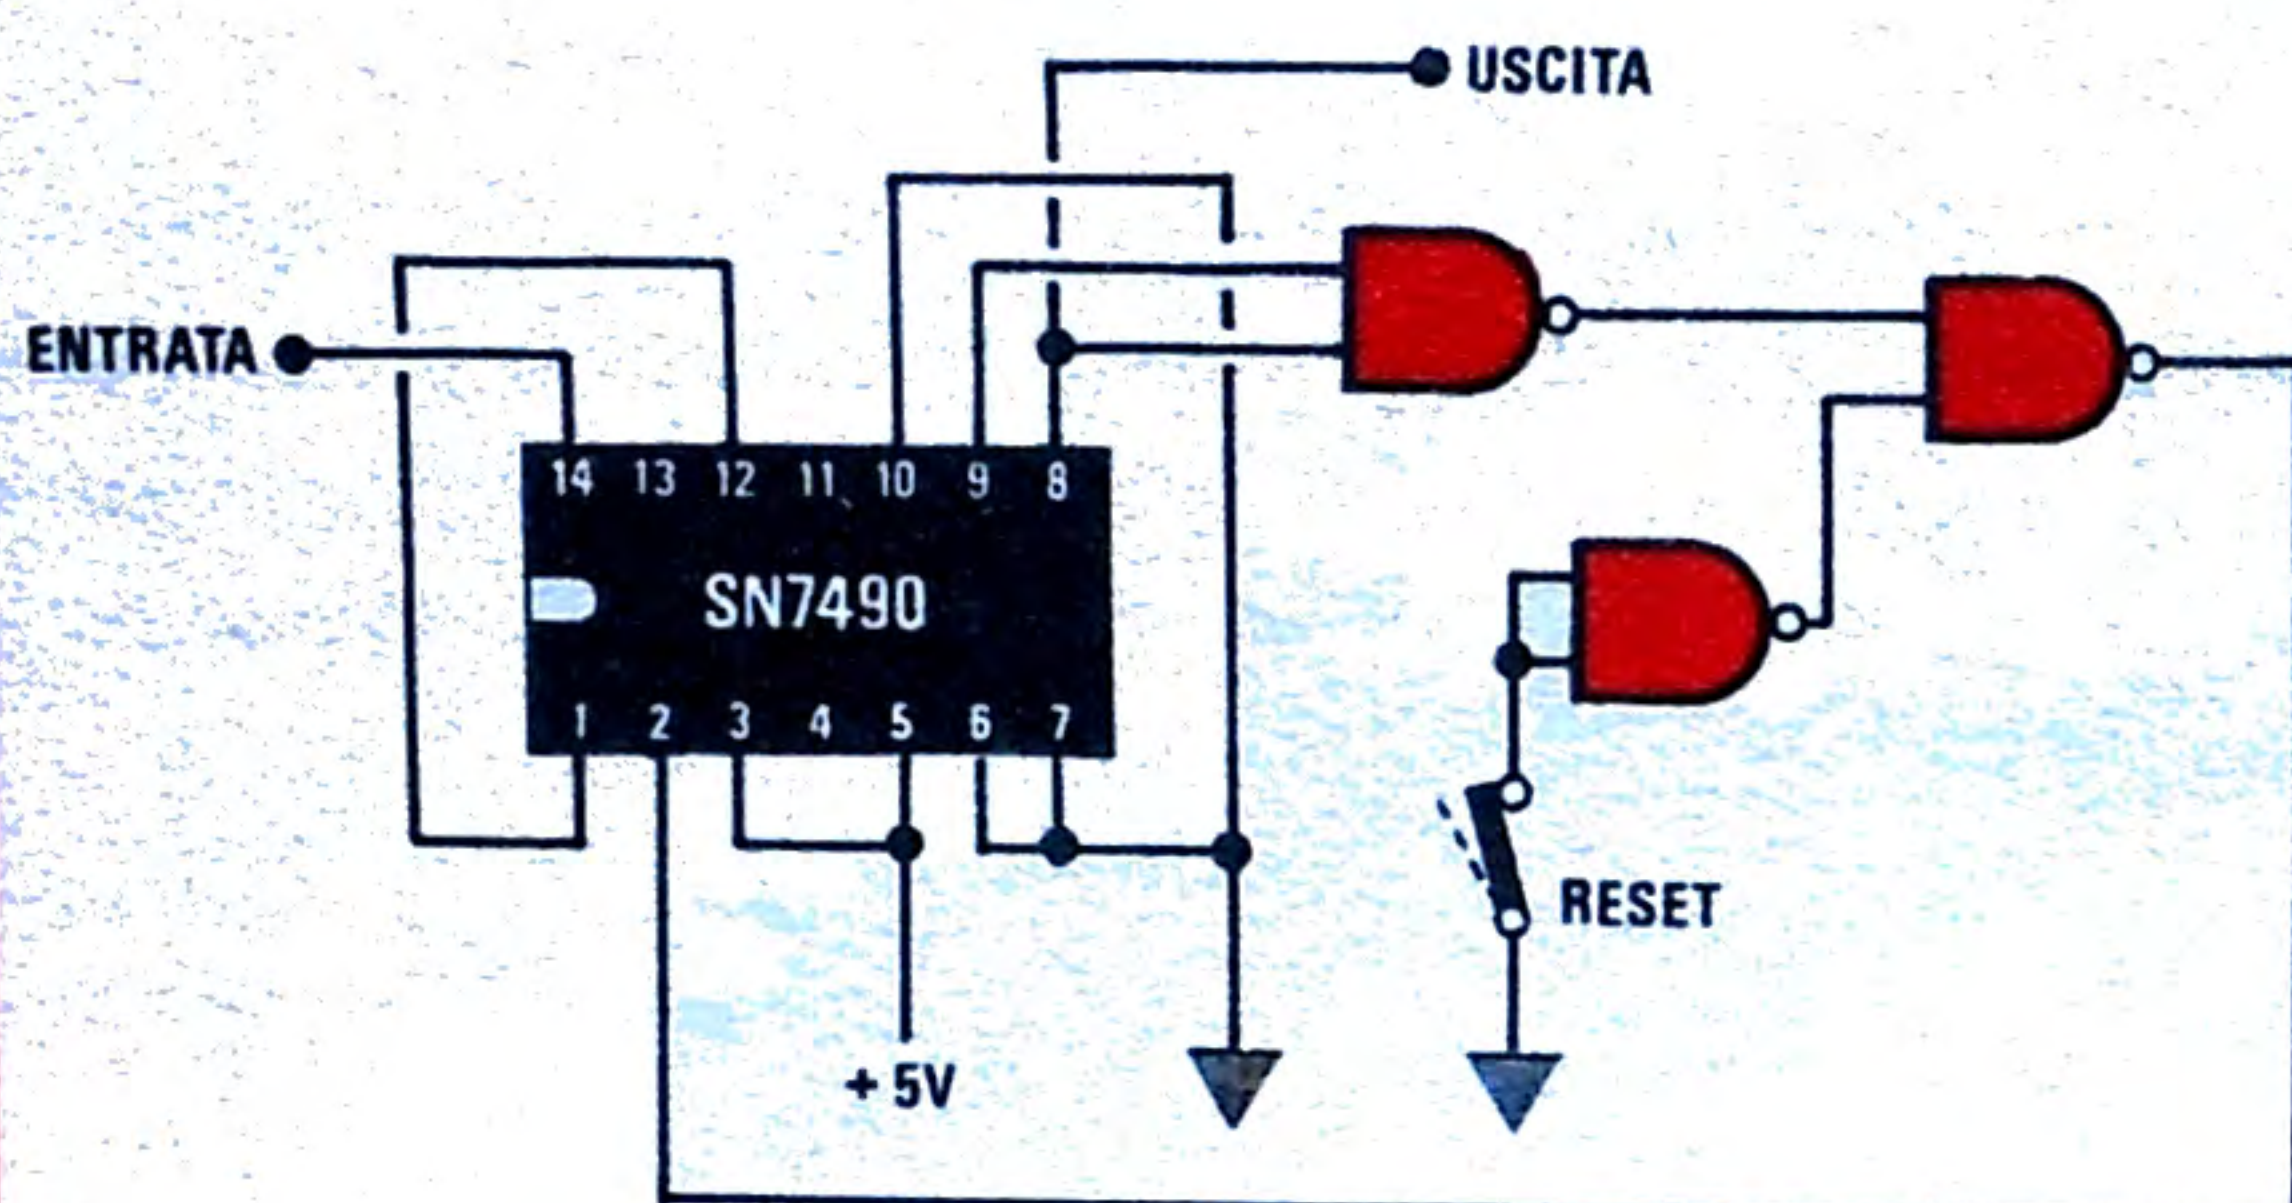 USCITA
ENTRATA
14 13 12 11 10 9 8
SN7490
1 2 3 4 5 6 7
RESET
+ 5V